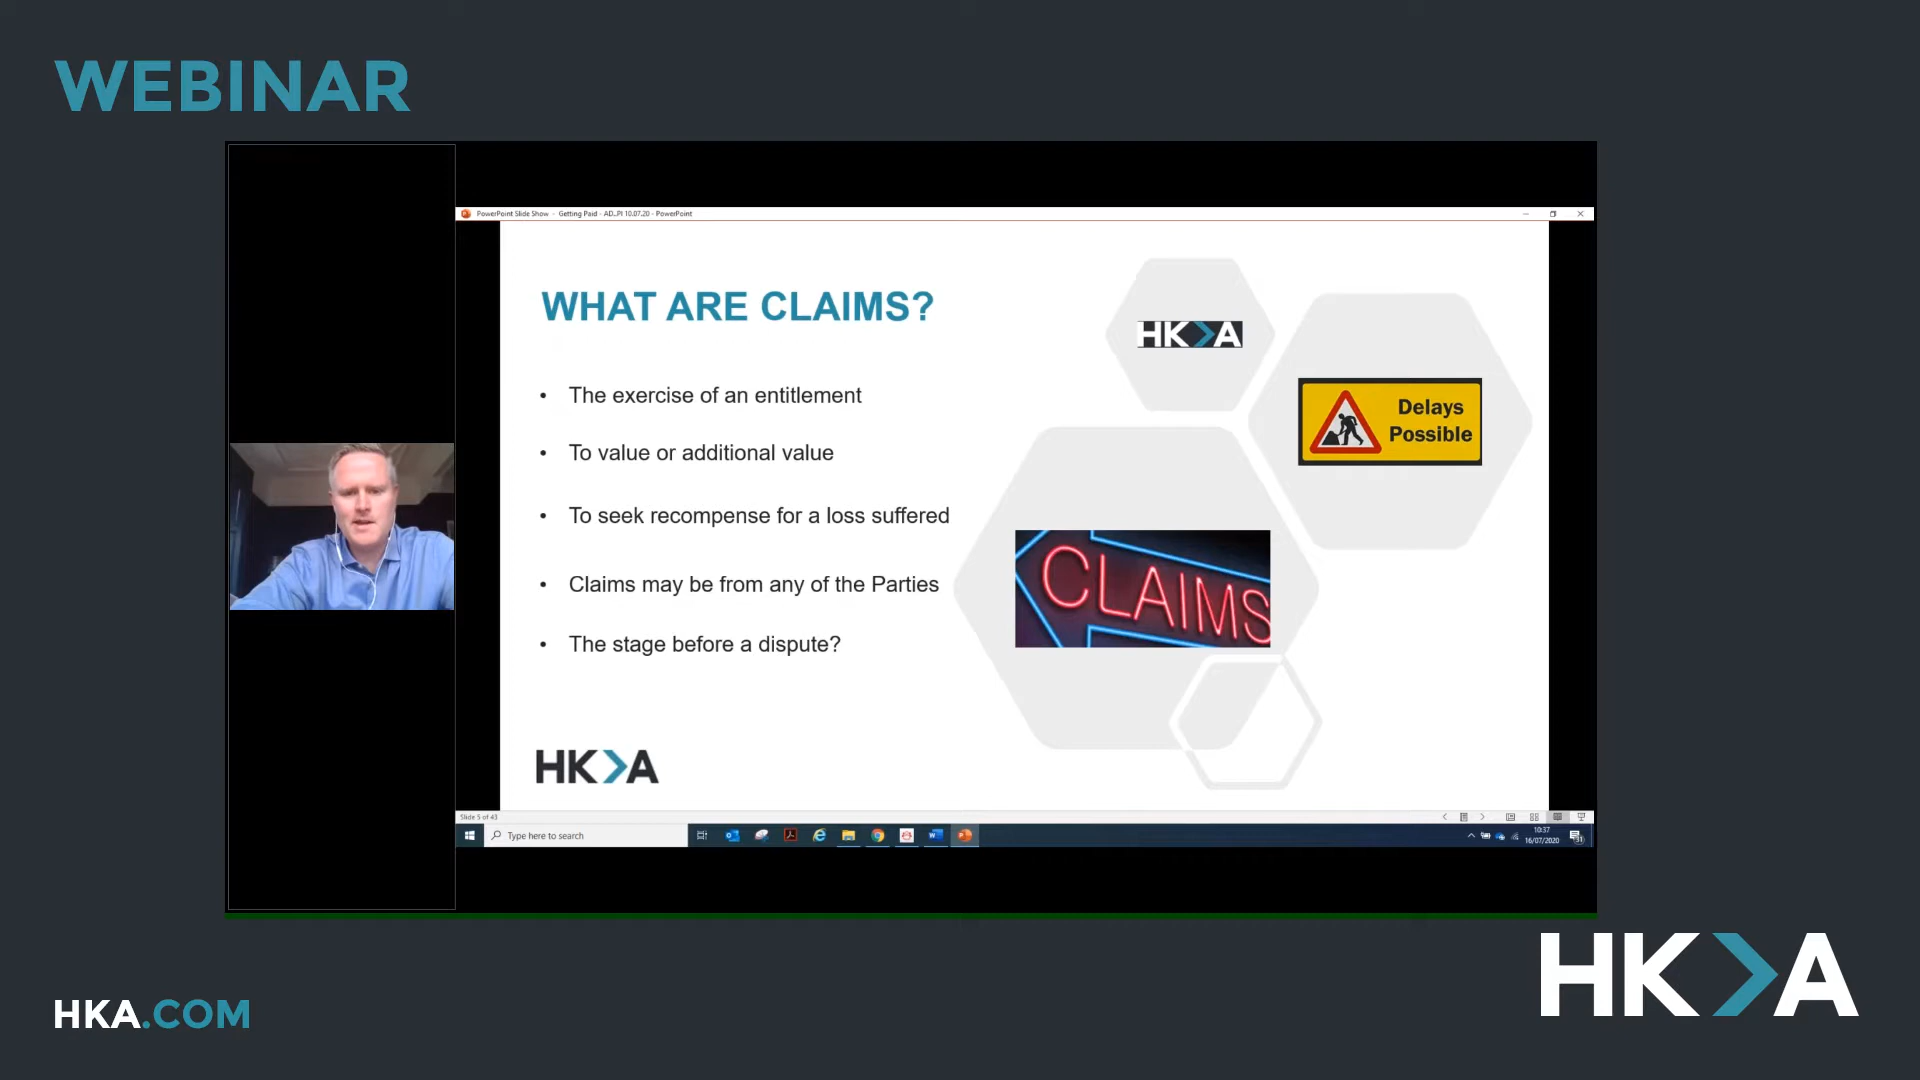 WEBINAR
PowerPoint Slide Show - Getting Paid - AD_PI 10.07.20 - PowerPoint
WHAT ARE CLAIMS?
• The exercise of an entitlement
• To value or additional value
• To seek recompense for a loss suffered
• Claims may be from any of the Parties
• The stage before a dispute?
HKA
Delays
Possible
CLAIMS
HKA
Slide 5 of 43
Type here to search
10:37
16/07/2020
HKA.COM
HKA